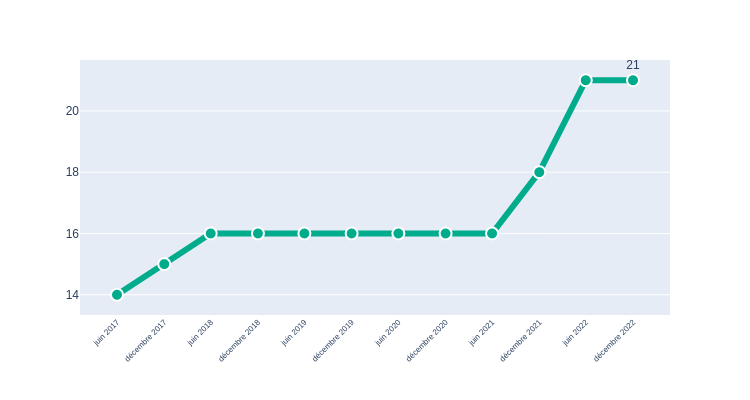 21
20
18
16
14
juin 2017
décembre 2017
juin 2018
décembre 2018
juin 2019
décembre 2019
juin 2020
décembre 2020
juin 2021
décembre 2021
juin 2022
décembre 2022